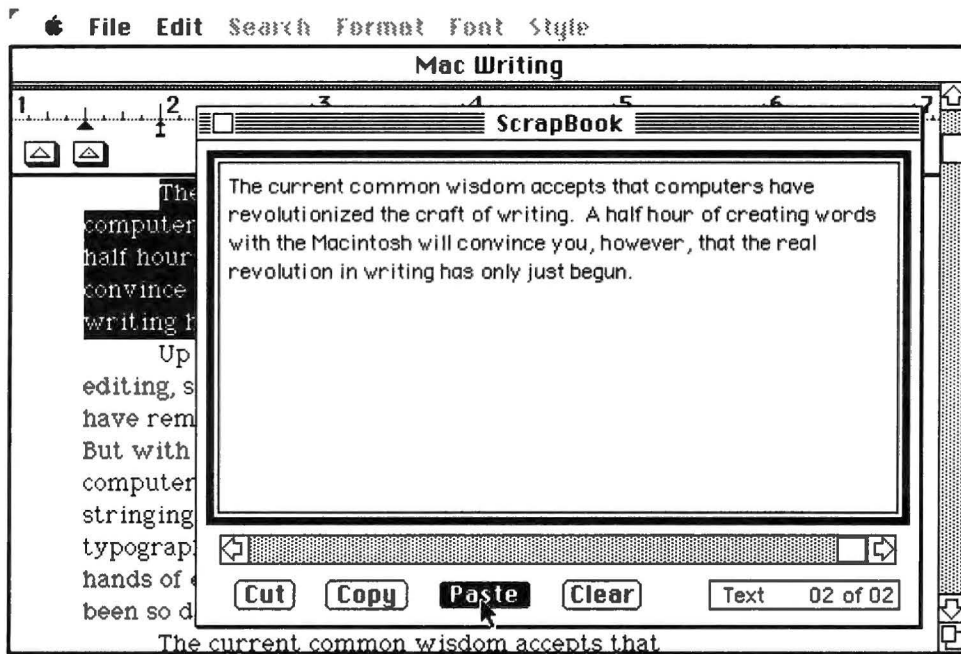 File Edit Search Format Font Style
Mac Writing
1 2 3 4 5 6 7
ScrapBook
The current common wisdom accepts that computers have
revolutionized the craft of writing. A half hour of creating words
with the Macintosh will convince you, however, that the real
revolution in writing has only just begun.
The
computer
half hour
convince
writing h
Up
editing, s
have rem
But with
computer
stringing
typograp
hands of
been so d
The current common wisdom accepts that
Cut Copy Paste Clear Text 02 of 02